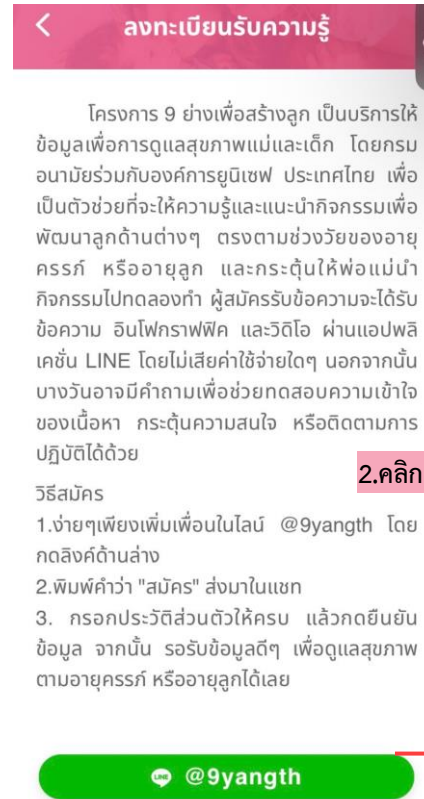 ลงทะเบียนรับความรู้
โครงการ 9 ย่างเพื่อสร้างลูก เป็นบริการให้
ข้อมูลเพื่อการดูแลสุขภาพแม่และเด็ก โดยกรม
อนามัยร่วมกับองค์การยูนิเซฟ ประเทศไทย เพื่อ
เป็นตัวช่วยที่จะให้ความรู้และแนะนำกิจกรรมเพื่อ
พัฒนาลูกด้านต่างๆ ตรงตามช่วงวัยของอายุ
ครรภ์ หรืออายุลูก และกระตุ้นให้พ่อแม่นำ
กิจกรรมไปทดลองทำ ผู้สมัครรับข้อความจะได้รับ
ข้อความ อินโฟกราฟฟิค และวิดิโอ ผ่านแอปพลิ
เคชั่น LINE โดยไม่เสียค่าใช้จ่ายใดๆ นอกจากนั้น
บางวันอาจมีคำถามเพื่อช่วยทดสอบความเข้าใจ
ของเนื้อหา กระตุ้นความสนใจ หรือติดตามการ
ปฏิบัติได้ด้วย
2.คลิก
วิธีสมัคร
1.ง่ายๆเพียงเพิ่มเพื่อนในไลน์ @9yangth โดย
กดลิงค์ด้านล่าง
2.พิมพ์คำว่า "สมัคร" ส่งมาในแชท
3. กรอกประวัติส่วนตัวให้ครบ แล้วกดยืนยัน
ข้อมูล จากนั้น รอรับข้อมูลดีๆ เพื่อดูแลสุขภาพ
ตามอายุครรภ์ หรืออายุลูกได้เลย
LINE @9yangth